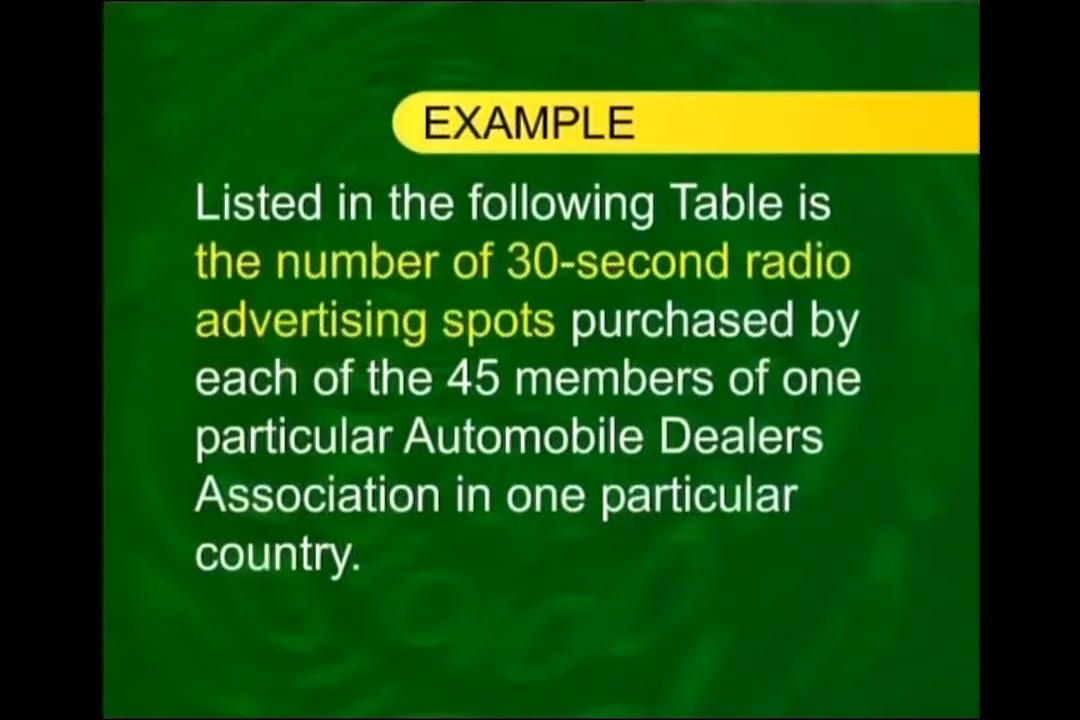 EXAMPLE
Listed in the following Table is
the number of 30-second radio
advertising spots purchased by
each of the 45 members of one
particular Automobile Dealers
Association in one particular
country.